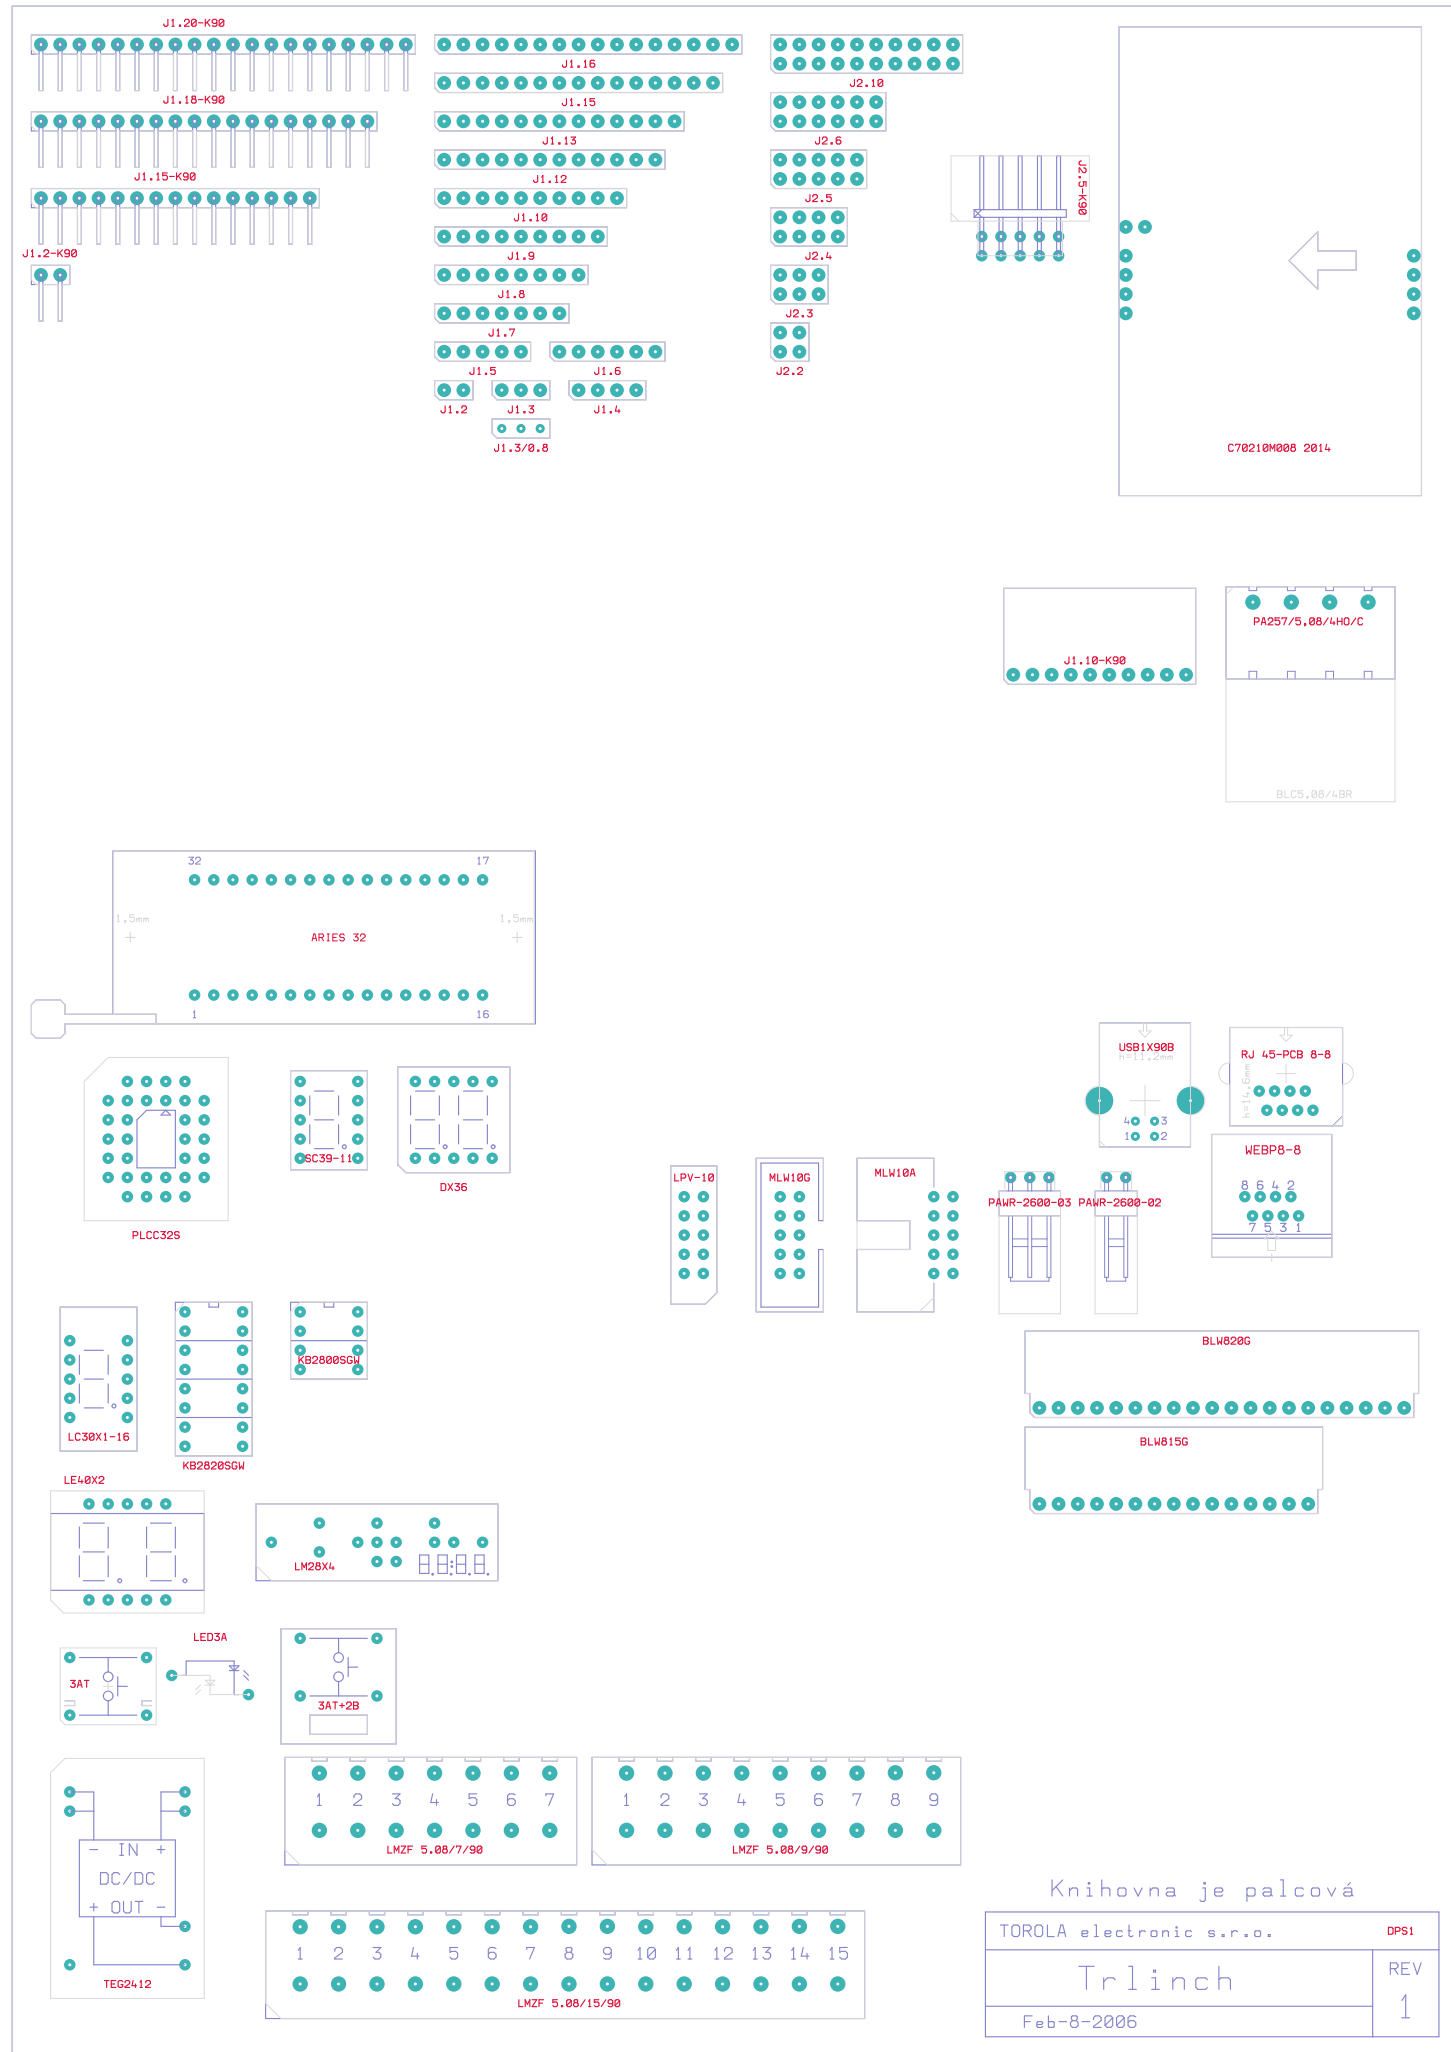 J1.20-K90
J1.16
J2.10
J1.18-K90
J1.15
J1.13
J2.6
J1.15-K90
J1.12
J2.5
J2.5-K90
J1.10
J1.2-K90
J1.9
J2.4
J1.8
J2.3
J1.7
J1.5
J1.6
J2.2
J1.2
J1.3
J1.4
J1.3/0.8
C70210M008 2014
PA257/5.08/4HO/C
J1.10-K90
BLC5.08/4BR
32
17
1.5mm
1.5mm
ARIES 32
1
16
USB1X90B
h=11.2mm
4
3
1
2
RJ 45-PCB 8-8
h=14.6mm
WEBP8-8
8 6 4 2
7 5 3 1
SC39-11
DX36
PLCC32S
LPV-10
MLW10G
MLW10A
PAWR-2600-03
PAWR-2600-02
BLW820G
KB2800SGW
LC30X1-16
KB2820SGW
BLW815G
LE40X2
LM28X4
LED3A
3AT
3AT+2B
1 2 3 4 5 6 7
LMZF 5.08/7/90
1 2 3 4 5 6 7 8 9
LMZF 5.08/9/90
- IN +
DC/DC
+ OUT -
TEG2412
1 2 3 4 5 6 7 8 9 10 11 12 13 14 15
LMZF 5.08/15/90
Knihovna je palcová
TOROLA electronic s.r.o.
DPS1
Trlinch
REV
1
Feb-8-2006